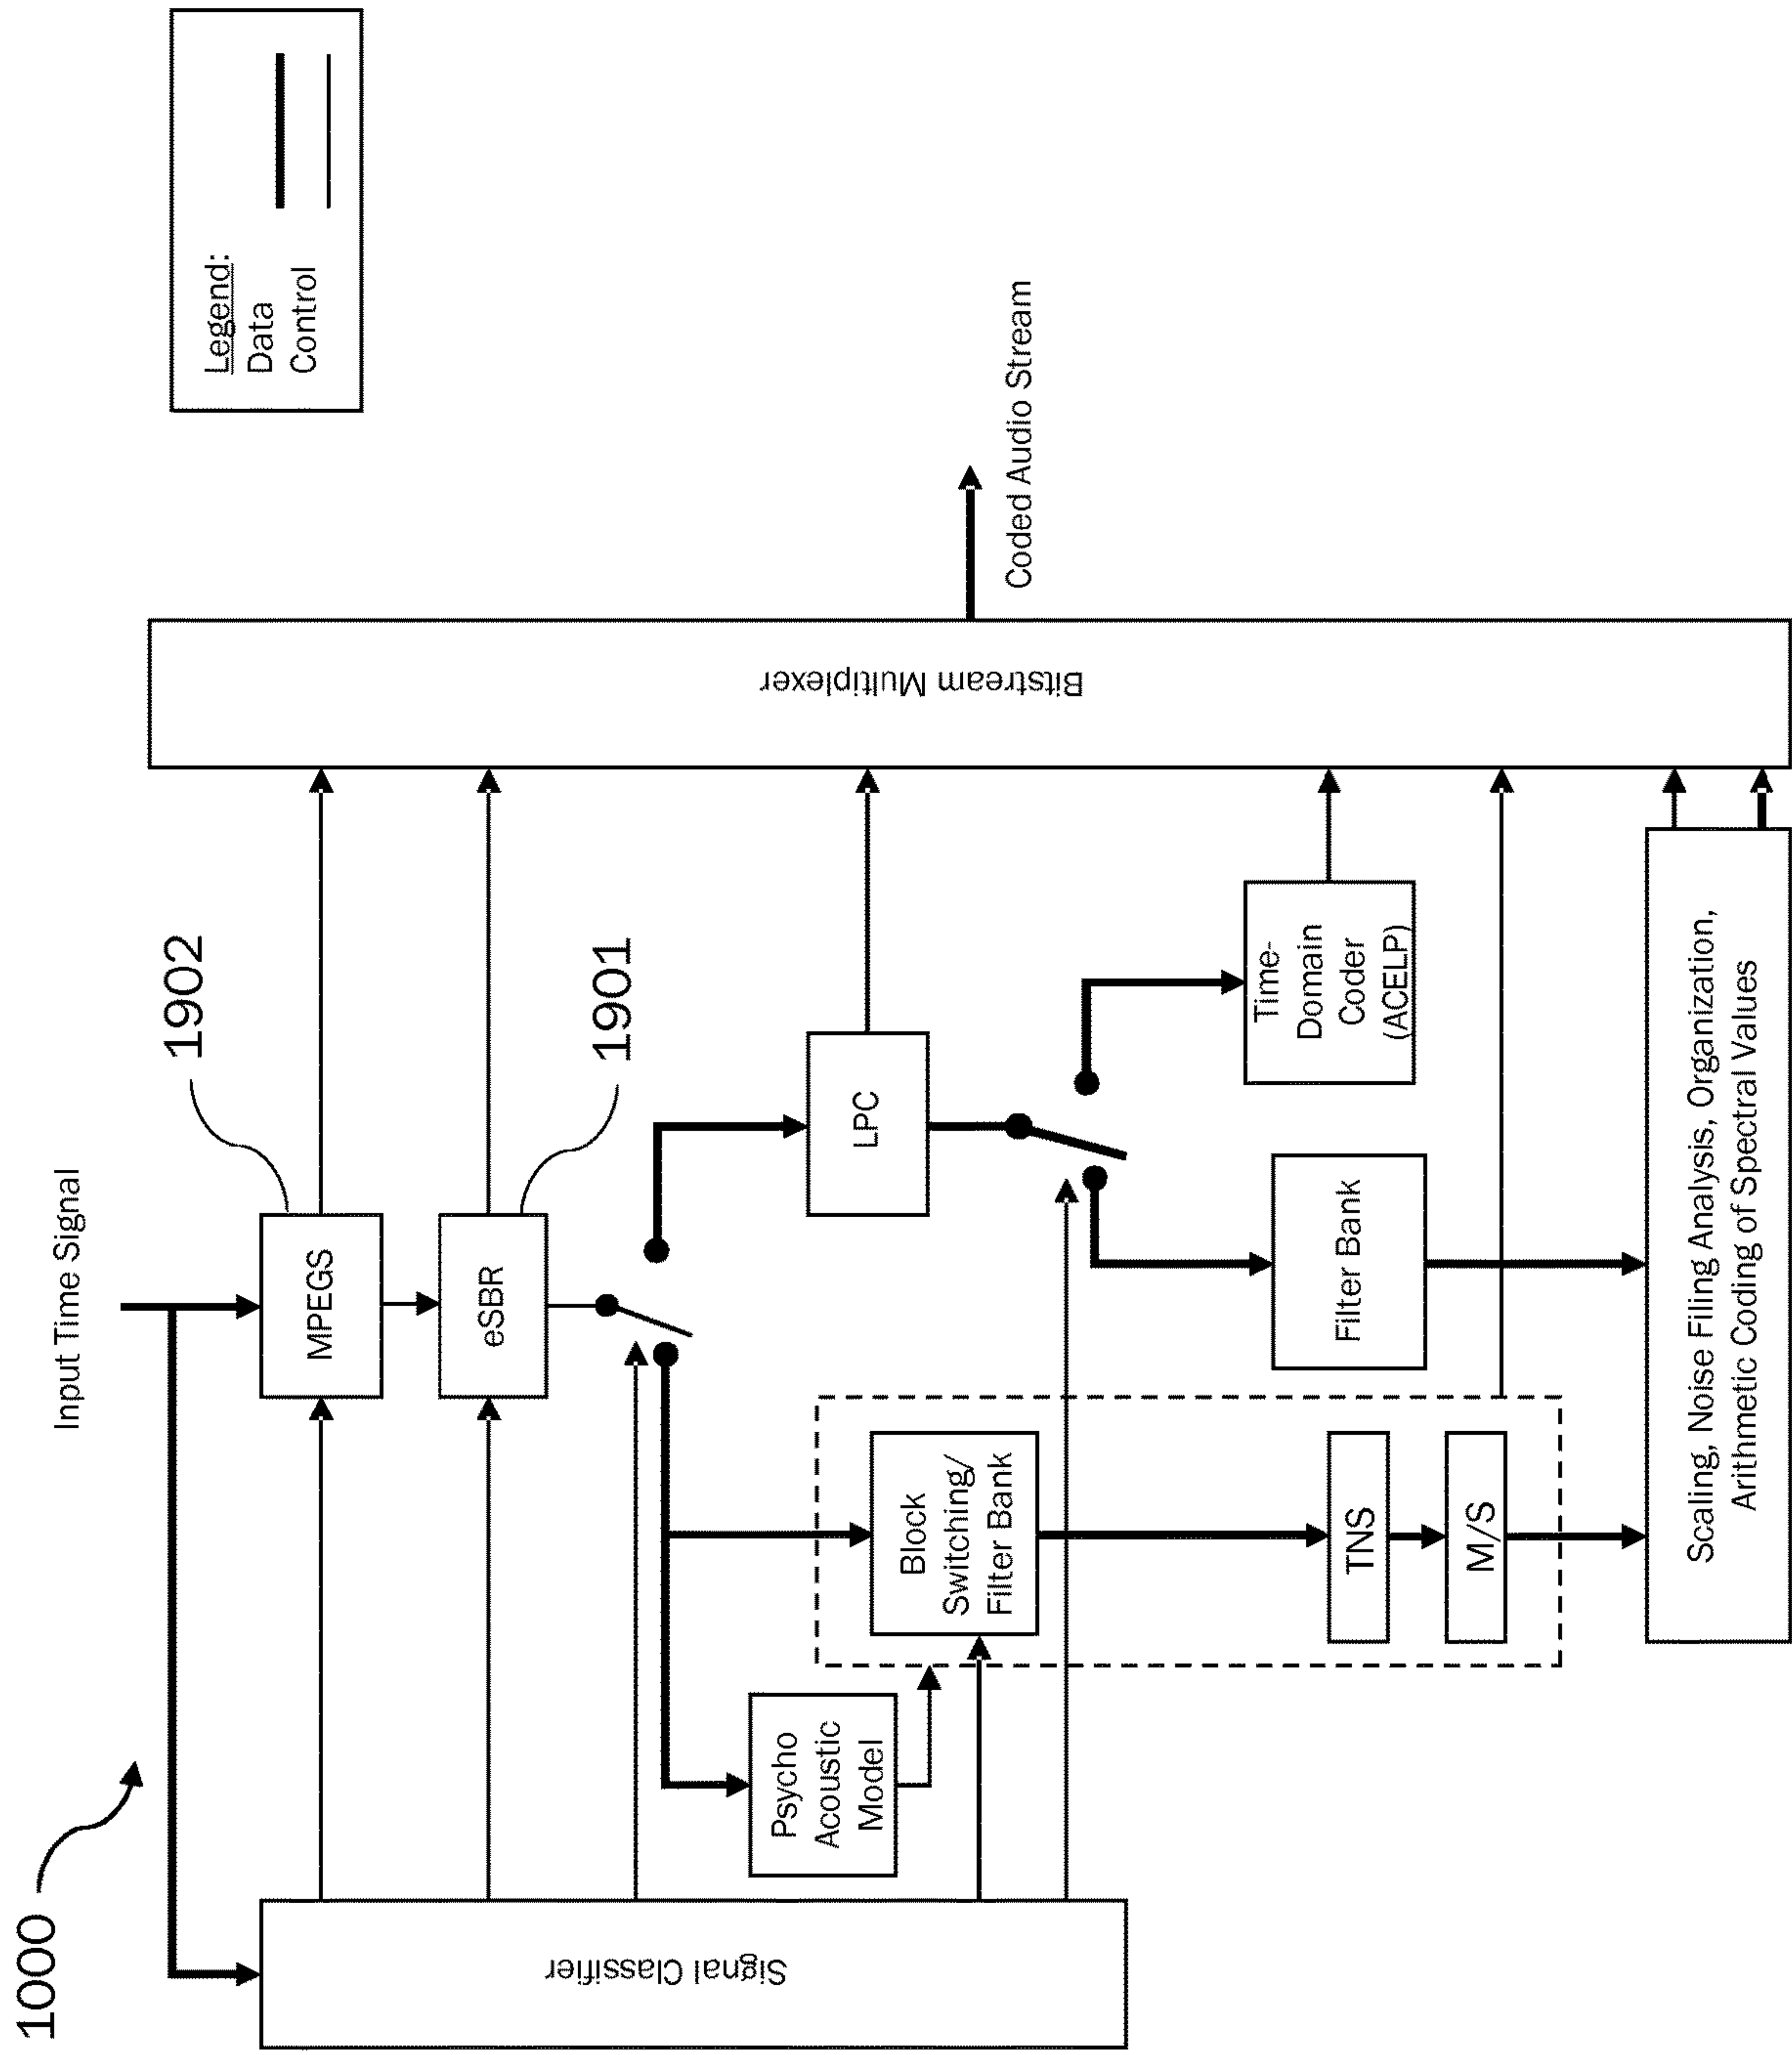 1000
Input Time Signal
Legend:
Data
Control
1902
MPEGS
eSBR
1901
Signal Classifier
Psycho
Acoustic
Model
Block
Switching/
Filter Bank
TNS
M/S
LPC
Filter Bank
Time-
Domain
Coder
(ACELP)
Bitstream Multiplexer
Coded Audio Stream
Scaling, Noise Filing Analysis, Organization,
Arithmetic Coding of Spectral Values